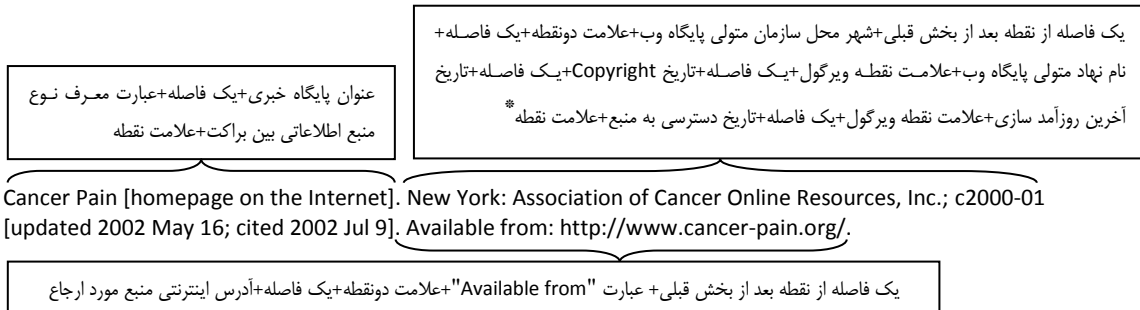 یک فاصله از نقطه بعد از بخش قبلی+شهر محل سازمان متولی پایگاه وب+علامت دونقطه+یک فاصله+
نام نهاد متولی پایگاه وب+علامت نقطه ویرگول+یک فاصله+تاریخ Copyright+یک فاصله+تاریخ
آخرین روزآمد سازی+علامت نقطه ویرگول+یک فاصله+تاریخ دسترسی به منبع+علامت نقطه*
عنوان پایگاه خبری+یک فاصله+عبارت معرف نوع
منبع اطلاعاتی بین براکت+علامت نقطه
Cancer Pain [homepage on the Internet]. New York: Association of Cancer Online Resources, Inc.; c2000-01
[updated 2002 May 16; cited 2002 Jul 9]. Available from: http://www.cancer-pain.org/.
یک فاصله از نقطه بعد از بخش قبلی+ عبارت "Available from"+علامت دونقطه+یک فاصله+آدرس اینترنتی منبع مورد ارجاع